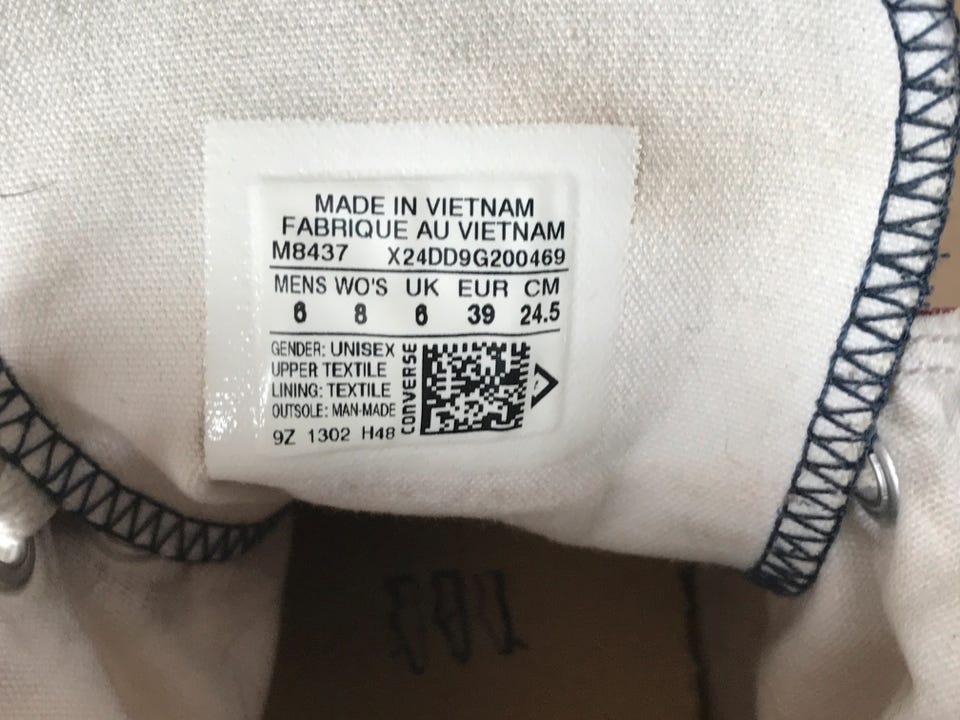 MADE IN VIETNAM
FABRIQUE AU VIETNAM
M8437 X24DD9G200469
MENS WO'S UK EUR CM
6 8 6 39 24.5
GENDER: UNISEX
UPPER TEXTILE
LINING: TEXTILE
OUTSOLE: MAN-MADE
9Z 1302 H48
CONVERSE